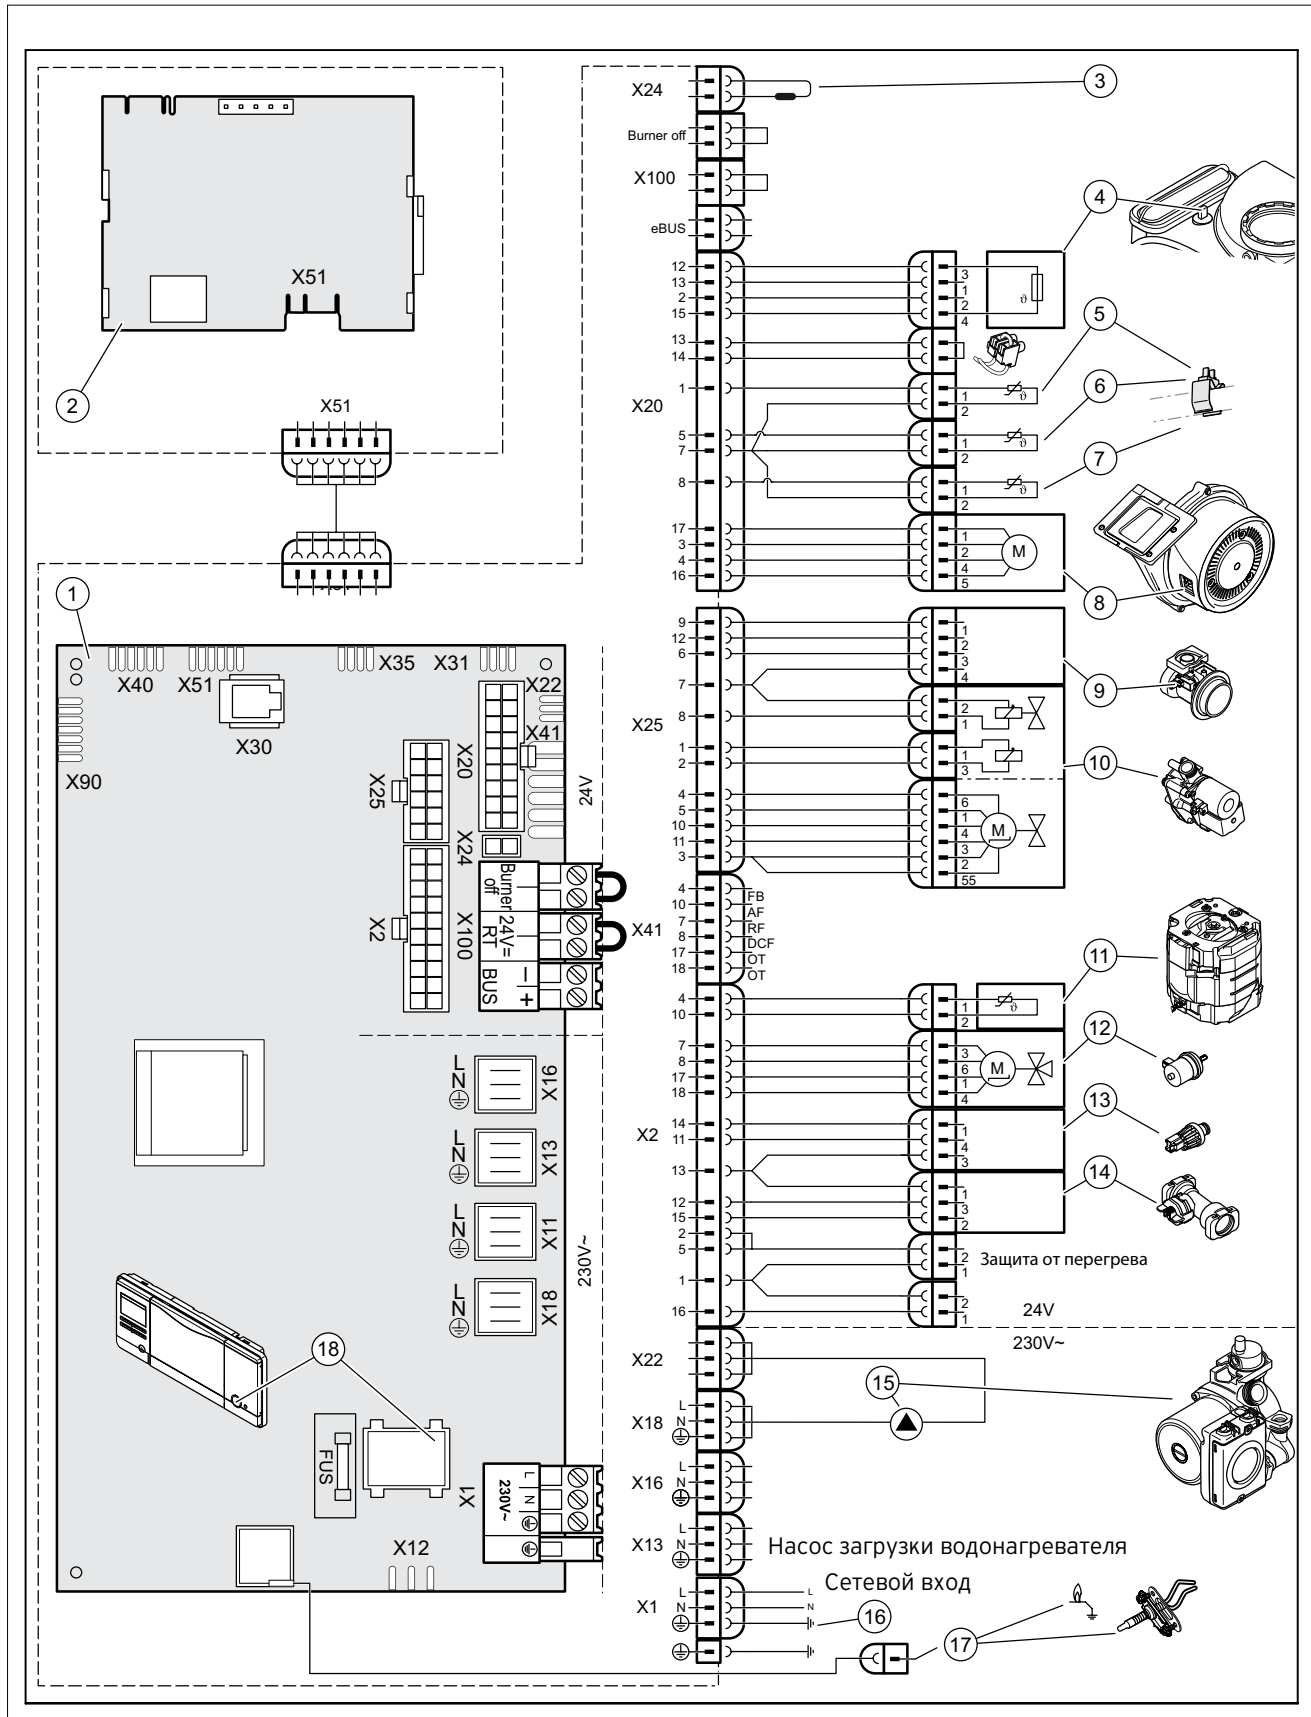 X24
3
Burner off
X100
eBUS
4
X51
2
12
13
2
15
3
1
2
4
ϑ
13
14
5
1
1
2
ϑ
6
X20
X51
5
7
1
2
ϑ
7
8
1
2
ϑ
17
3
4
16
1
2
4
5
M
8
1
9
12
6
7
1
2
3
4
9
X25
8
2
1
1
2
1
3
10
4
5
10
11
3
6
1
4
3
2
55
M
X40
X51
X35
X31
X22
X30
X41
X90
X20
X25
24V
X24
Burner off
X2
X100
24V=
RT
BUS
–
+
X41
4
10
7
8
17
18
FB
AF
RF
DCF
OT
OT
11
4
10
1
2
ϑ
12
7
8
17
18
3
6
1
4
M
13
X2
14
11
13
1
4
3
14
12
15
2
5
1
3
2
2
1
Защита от перегрева
1
16
2
1
24V
230V~
L
N
X16
L
N
X13
L
N
X11
L
N
X18
230V~
18
FUS
X1
230V~
L
N
X12
X22
15
X18
L
N
X16
L
N
X13
L
N
Насос загрузки водонагревателя
Сетевой вход
X1
L
N
L
N
16
17